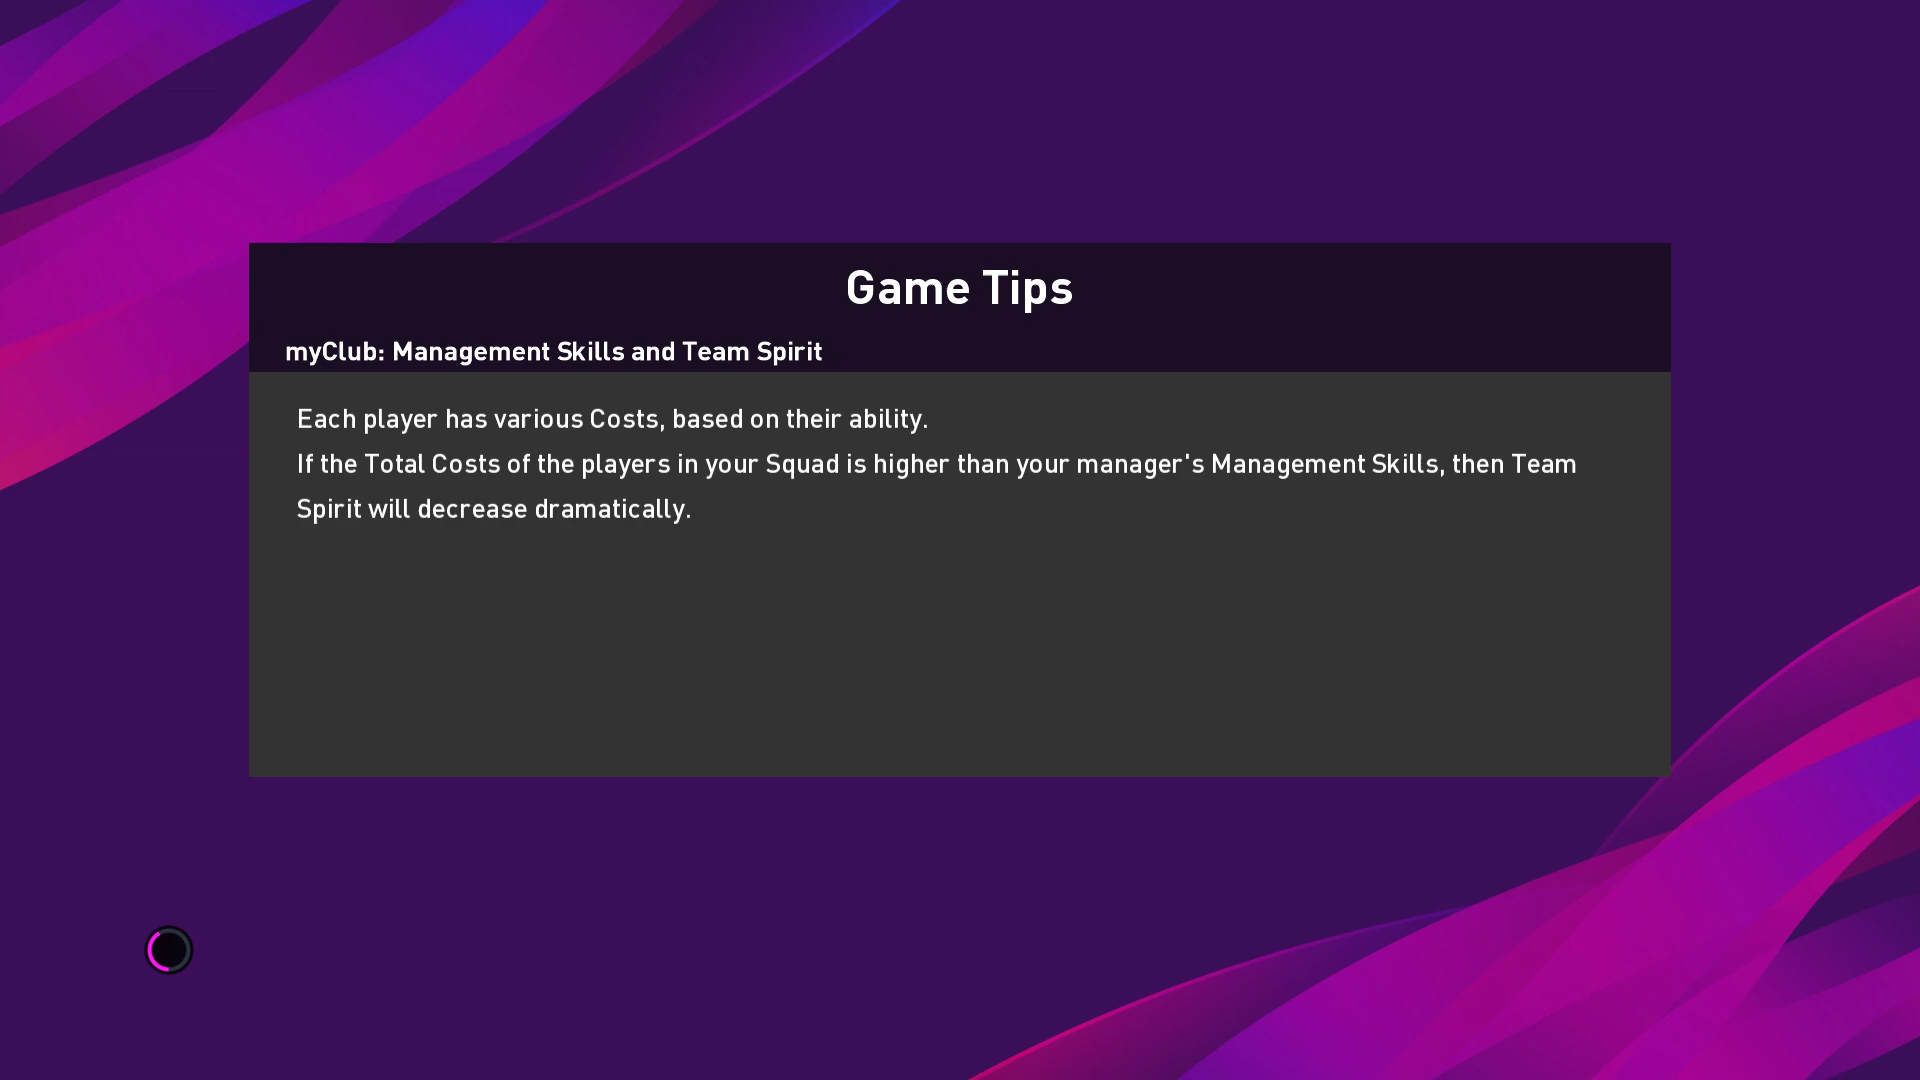 Game Tips
myClub: Management Skills and Team Spirit
Each player has various Costs, based on their ability.
If the Total Costs of the players in your Squad is higher than your manager's Management Skills, then Team
Spirit will decrease dramatically.